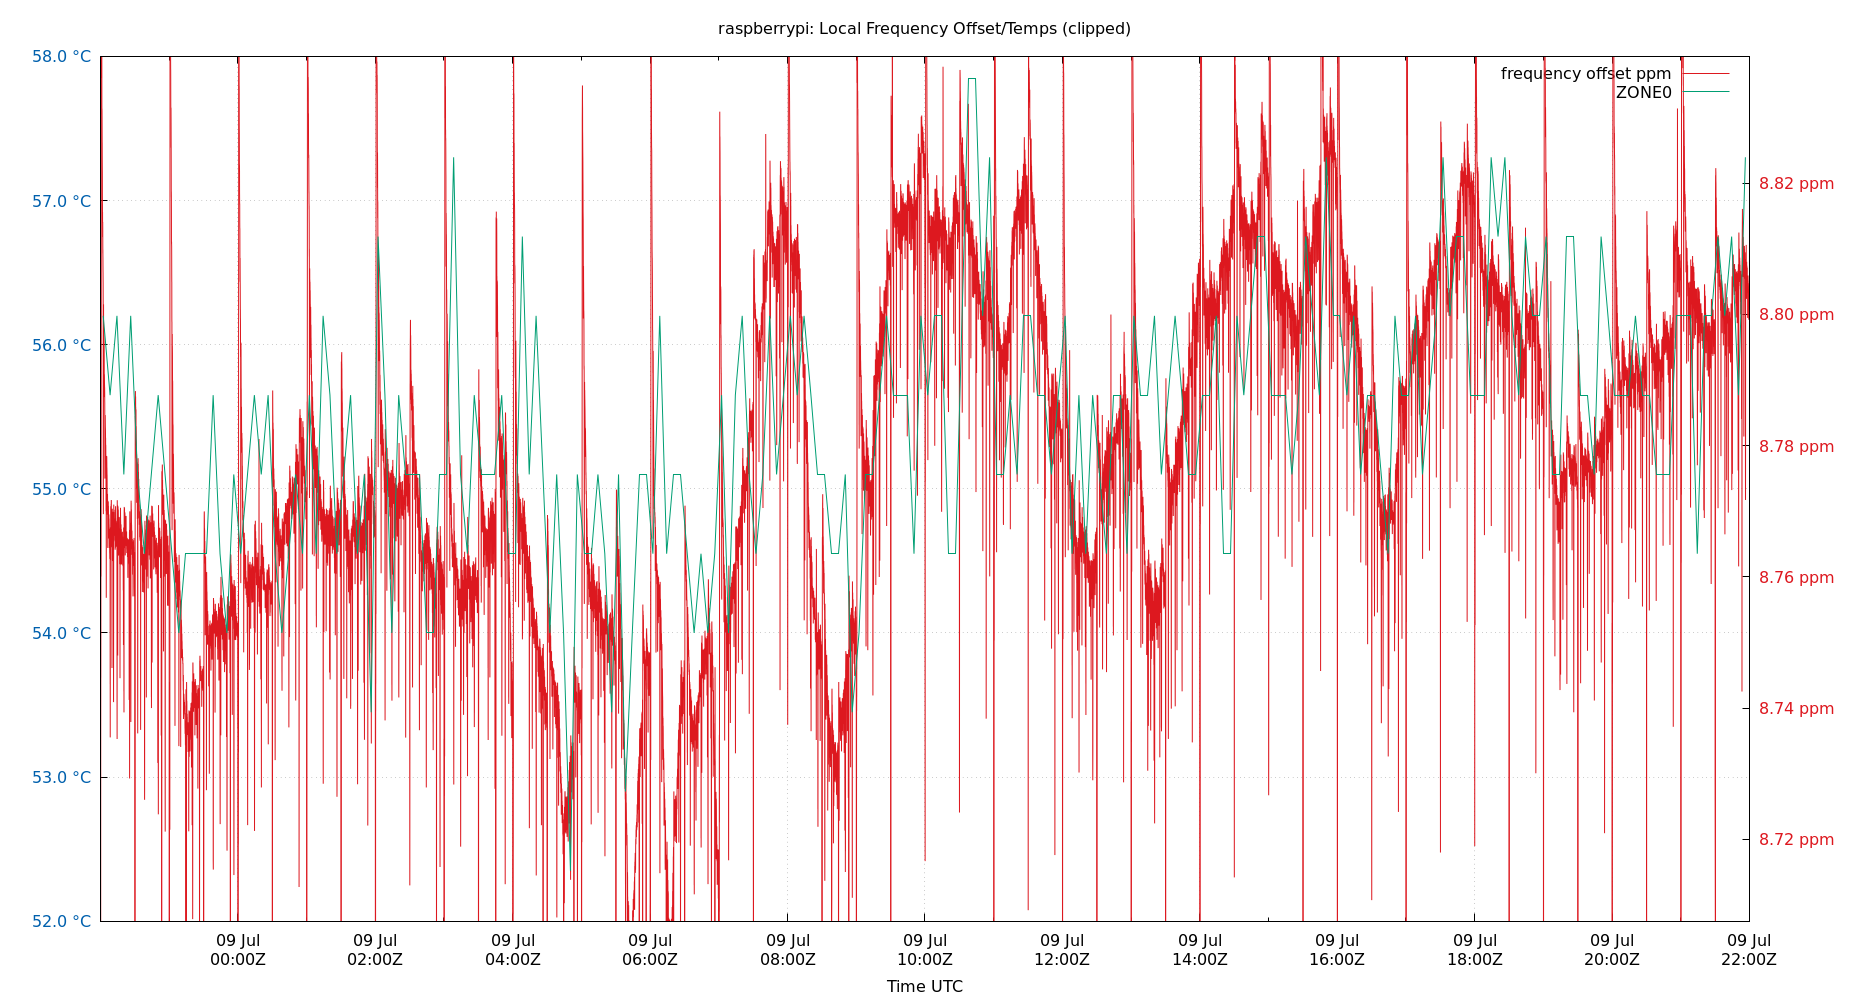 raspberrypi: Local Frequency Offset/Temps (clipped)
frequency offset ppm
ZONE0
58.0 °C
57.0 °C
56.0 °C
55.0 °C
54.0 °C
53.0 °C
52.0 °C
8.82 ppm
8.80 ppm
8.78 ppm
8.76 ppm
8.74 ppm
8.72 ppm
09 Jul 09 Jul 09 Jul 09 Jul 09 Jul 09 Jul 09 Jul 09 Jul 09 Jul 09 Jul 09 Jul 09 Jul
00:00Z 02:00Z 04:00Z 06:00Z 08:00Z 10:00Z 12:00Z 14:00Z 16:00Z 18:00Z 20:00Z 22:00Z
Time UTC